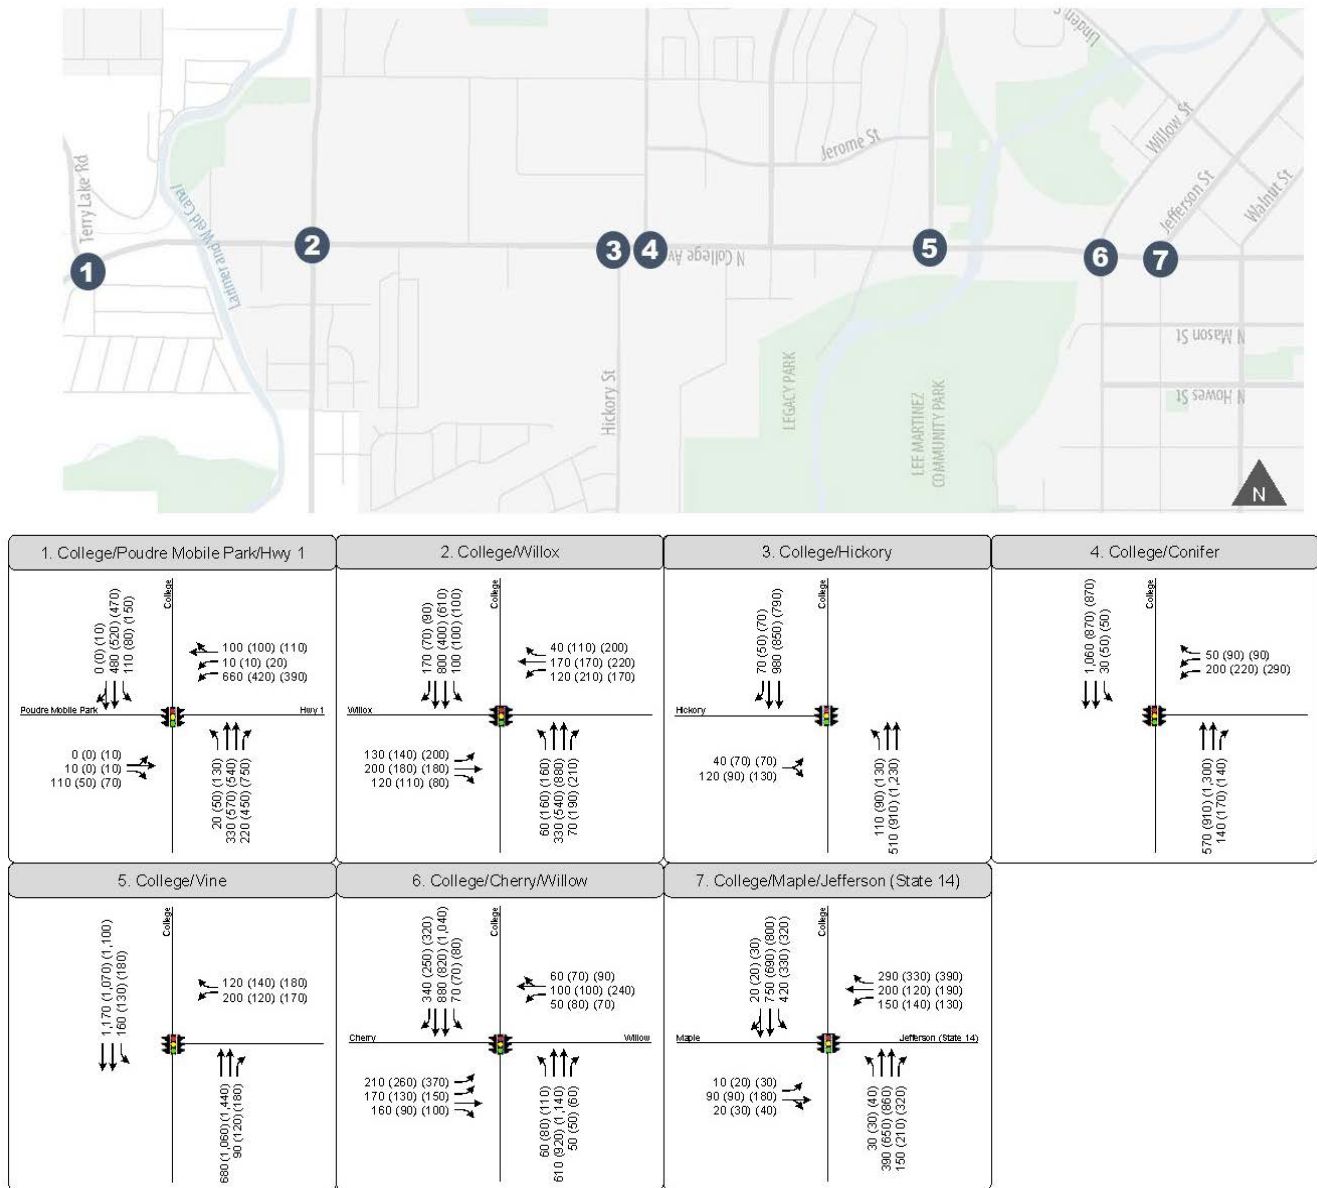 Linden S
Willow St
Jerome St
Jefferson St
Walnut St
Terry Lake Rd
Larimer and Weld Canal
1
2
3
4
5
6
7
N College Av
N Mason St
N Howes St
Hickory St
LEGACY PARK
LEE MARTINEZ
COMMUNITY PARK
N
1. College/Poudre Mobile Park/Hwy 1
College
0 (0) (10)
480 (520) (470)
110 (80) (150)
100 (100) (110)
10 (10) (20)
660 (420) (390)
Poudre Mobile Park
Hwy 1
0 (0) (10)
10 (0) (10)
110 (50) (70)
20 (50) (130)
330 (570) (540)
220 (450) (750)
2. College/Willox
College
170 (70) (90)
800 (400) (610)
100 (100) (100)
40 (110) (200)
170 (170) (220)
120 (210) (170)
Willox
130 (140) (200)
200 (180) (180)
120 (110) (80)
60 (160) (160)
330 (540) (880)
70 (190) (210)
3. College/Hickory
College
70 (50) (70)
980 (850) (790)
Hickory
40 (70) (70)
120 (90) (130)
110 (90) (130)
510 (910) (1,230)
4. College/Conifer
College
1,060 (870) (870)
30 (50) (50)
50 (90) (90)
200 (220) (290)
570 (910) (1,300)
140 (170) (140)
5. College/Vine
College
1,170 (1,070) (1,100)
160 (130) (180)
120 (140) (180)
200 (120) (170)
680 (1,060) (1,440)
90 (120) (180)
6. College/Cherry/Willow
College
340 (250) (320)
880 (820) (1,040)
70 (70) (80)
60 (70) (90)
100 (100) (240)
50 (80) (70)
Cherry
Willow
210 (260) (370)
170 (130) (150)
160 (90) (100)
60 (80) (110)
610 (920) (1,140)
50 (50) (60)
7. College/Maple/Jefferson (State 14)
College
20 (20) (30)
750 (690) (800)
420 (330) (320)
290 (330) (390)
200 (120) (190)
150 (140) (130)
Maple
Jefferson (State 14)
10 (20) (30)
90 (90) (180)
20 (30) (40)
30 (30) (40)
390 (650) (860)
150 (210) (320)